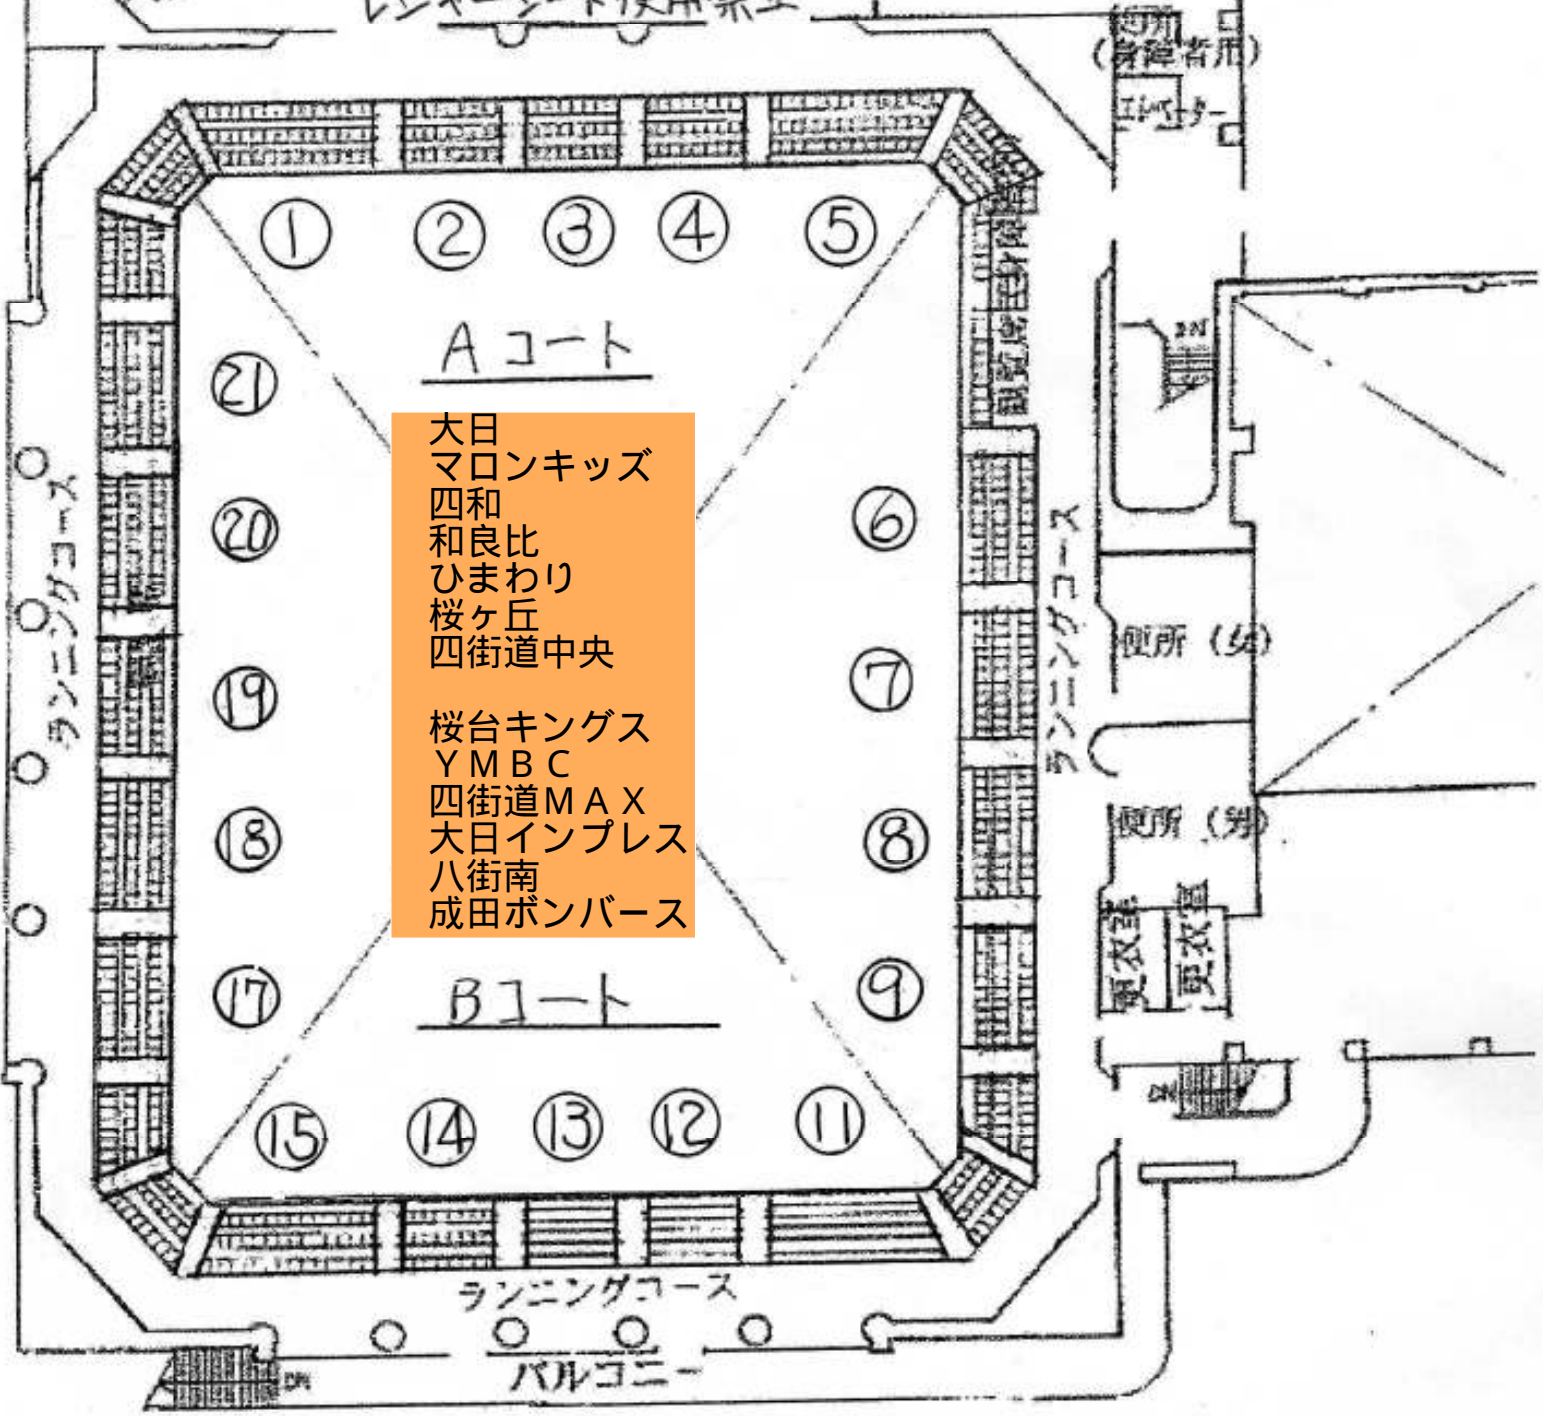 レジャーシート使用禁止
便所
(身障者用)
エレベーター
① ② ③ ④ ⑤
Aコート
㉑
⑳
⑲
⑱
⑰
大日
マロンキッズ
四和
和良比
ひまわり
桜ヶ丘
四街道中央
桜台キングス
YMBC
四街道MAX
大日インプレス
八街南
成田ボンバース
⑥
⑦
⑧
⑨
Bコート
⑮ ⑭ ⑬ ⑫ ⑪
ランニングコース
ランニングコース
便所(女)
便所(男)
更衣室
更衣室
ランニングコース
バルコニー
DN